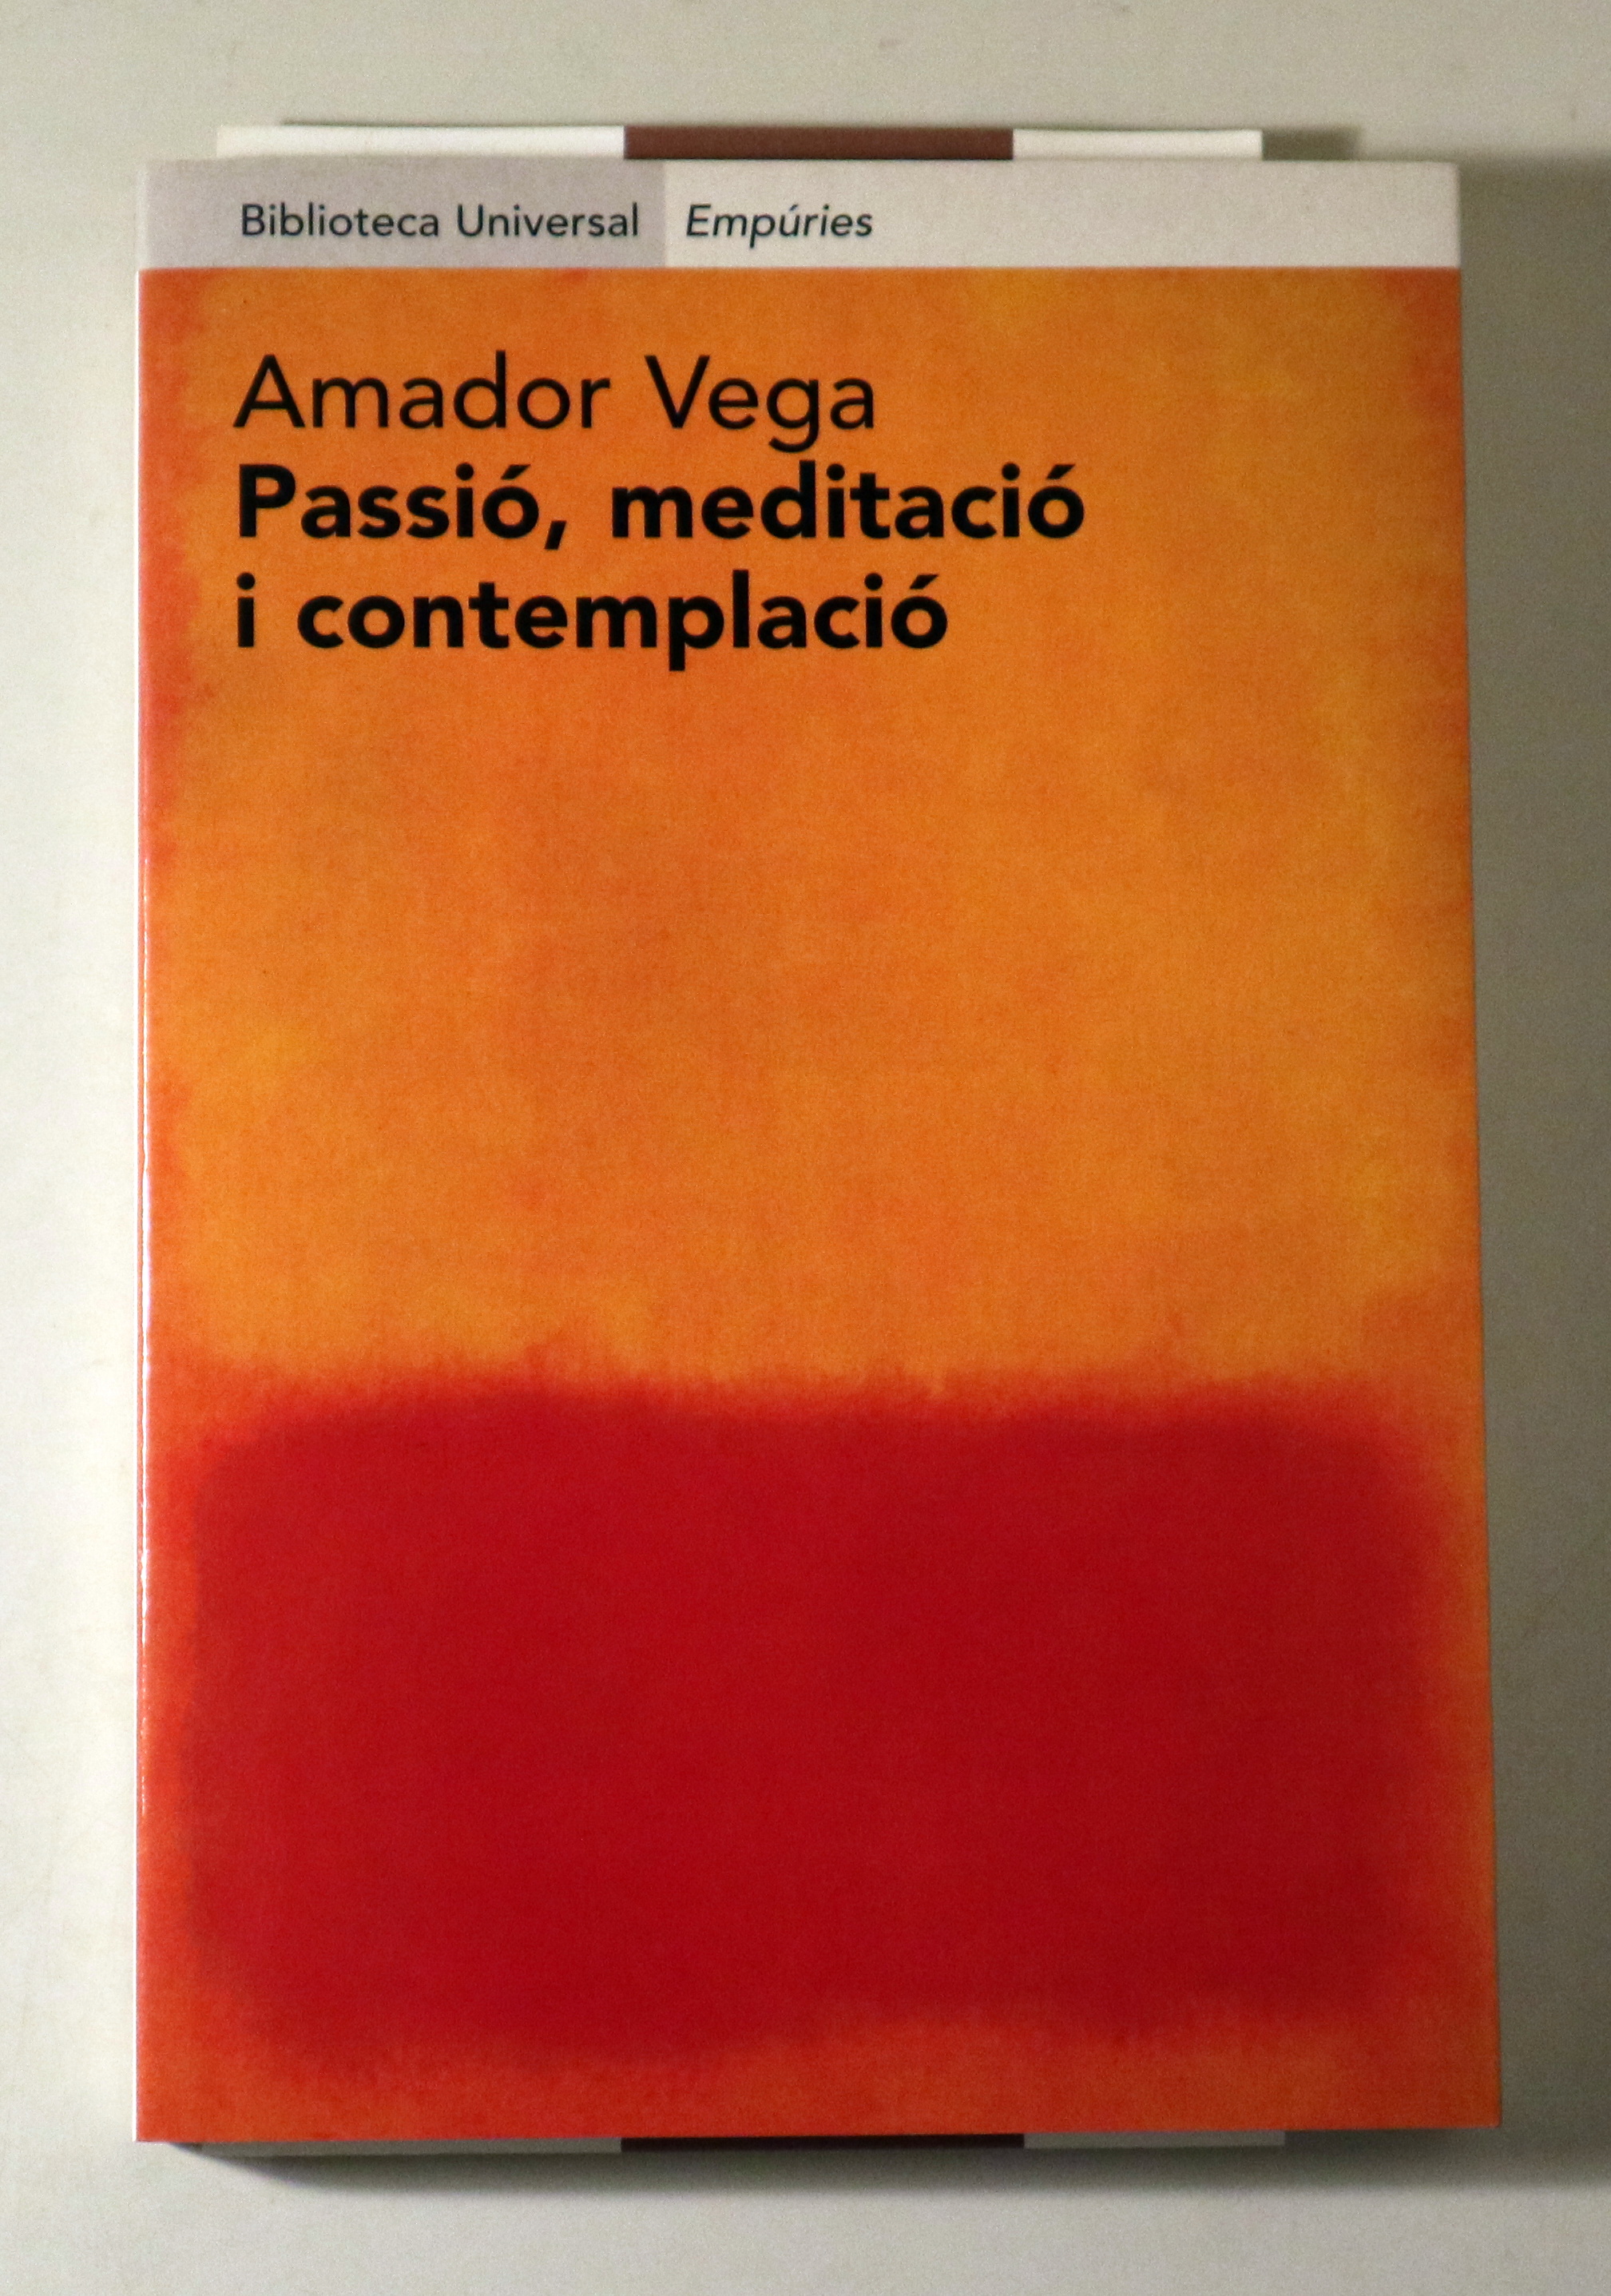 Biblioteca Universal Empúries
Amador Vega
Passió, meditació
i contemplació